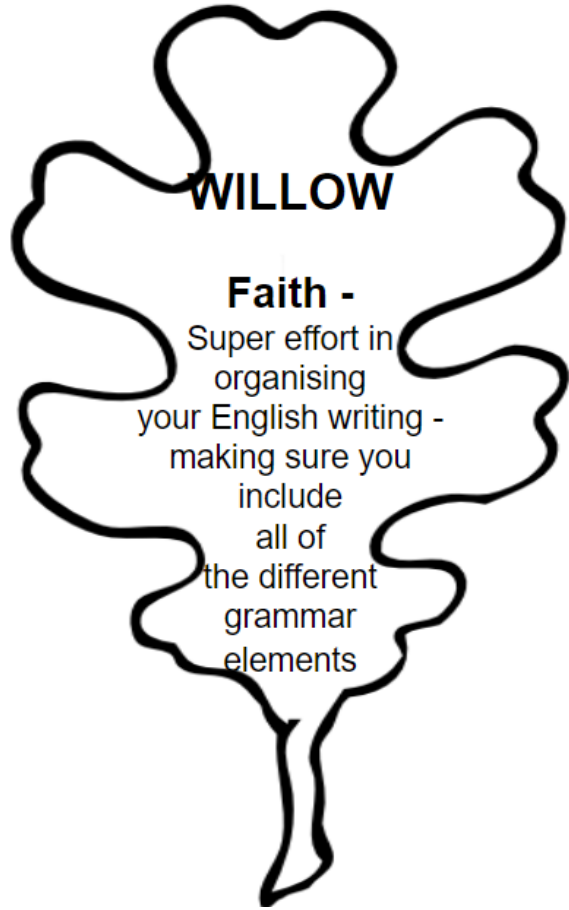 WILLOW
Faith -
Super effort in
organising
your English writing -
making sure you
include
all of
the different
grammar
elements